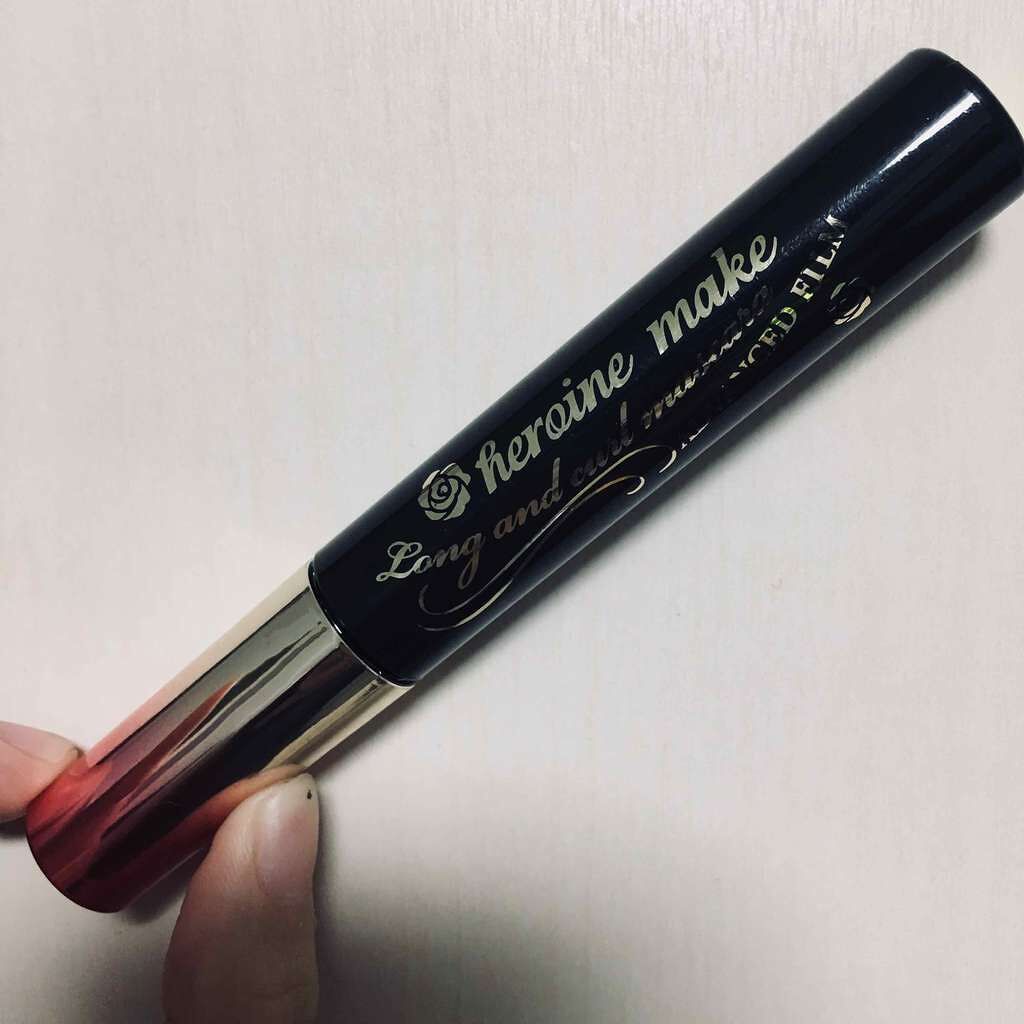 heroine make
Long and curl mascara
ADVANCED FILM